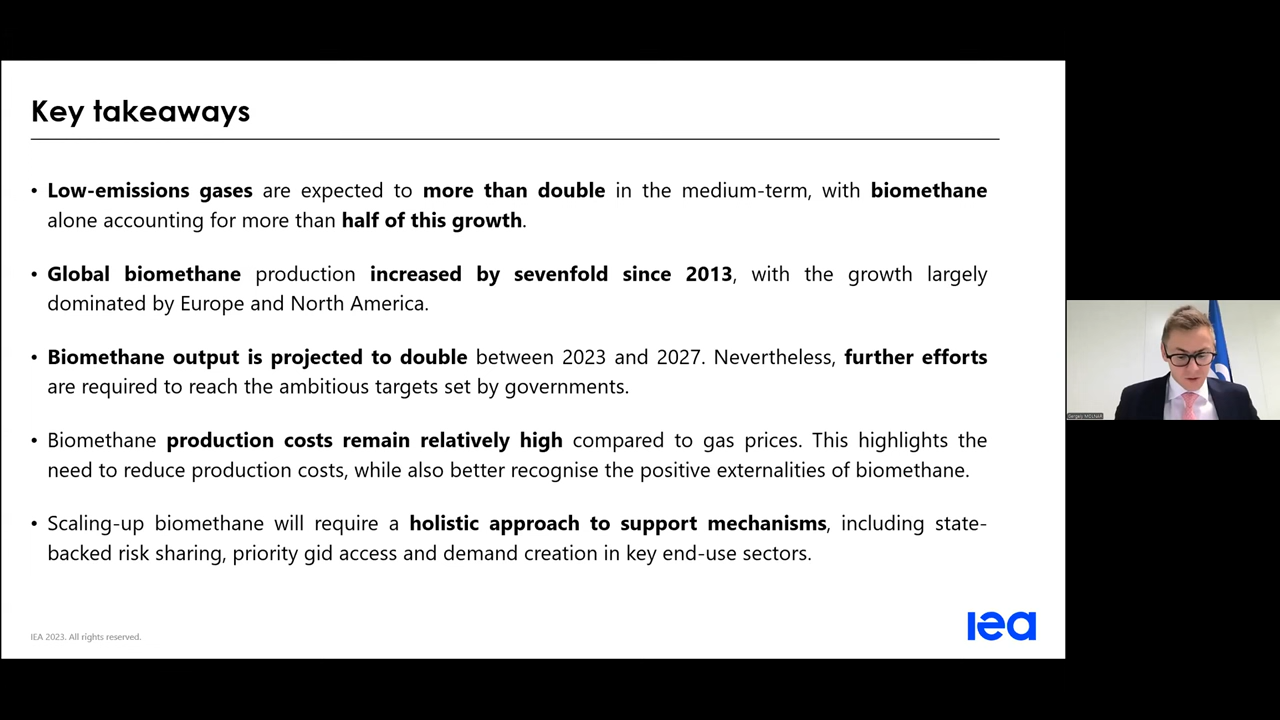 Key takeaways
• Low-emissions gases are expected to more than double in the medium-term, with biomethane
alone accounting for more than half of this growth.
• Global biomethane production increased by sevenfold since 2013, with the growth largely
dominated by Europe and North America.
• Biomethane output is projected to double between 2023 and 2027. Nevertheless, further efforts
are required to reach the ambitious targets set by governments.
• Biomethane production costs remain relatively high compared to gas prices. This highlights the
need to reduce production costs, while also better recognise the positive externalities of biomethane.
• Scaling-up biomethane will require a holistic approach to support mechanisms, including state-
backed risk sharing, priority gid access and demand creation in key end-use sectors.
IEA 2023. All rights reserved.
iea